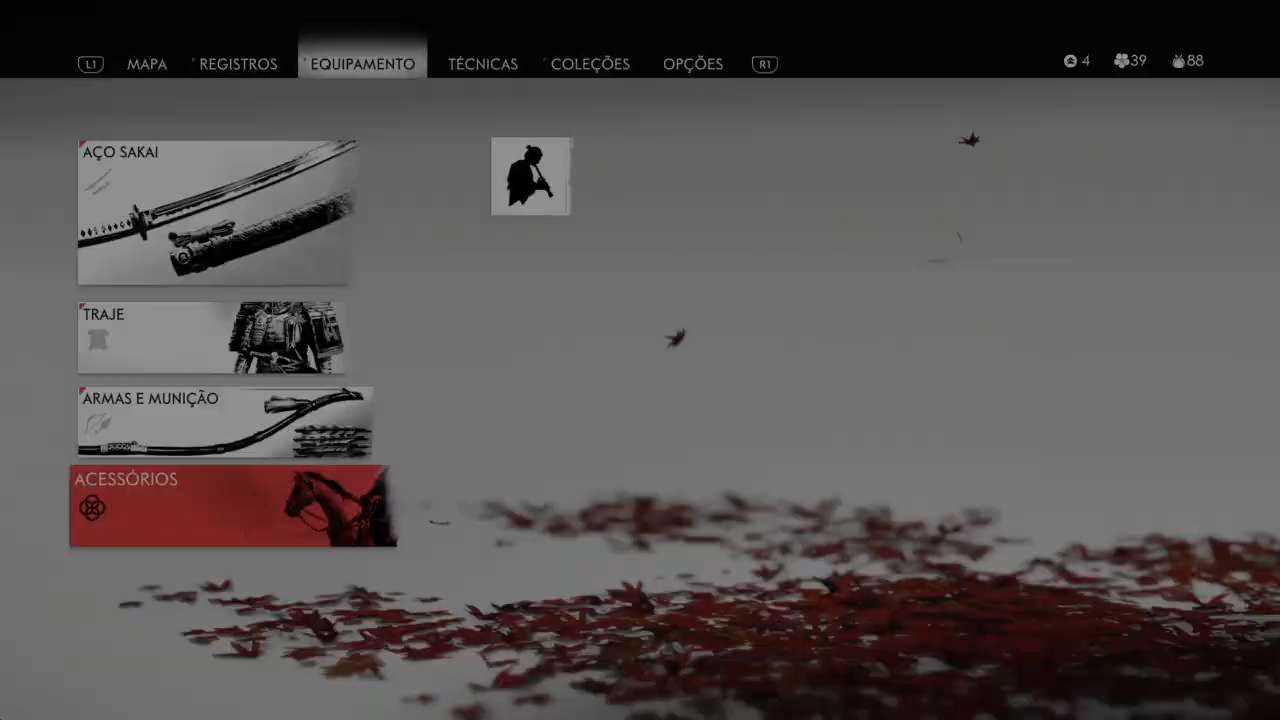 L1 MAPA REGISTROS EQUIPAMENTO TÉCNICAS COLEÇÕES OPÇÕES R1 4 39 88
AÇO SAKAI
TRAJE
ARMAS E MUNIÇÃO
ACESSÓRIOS